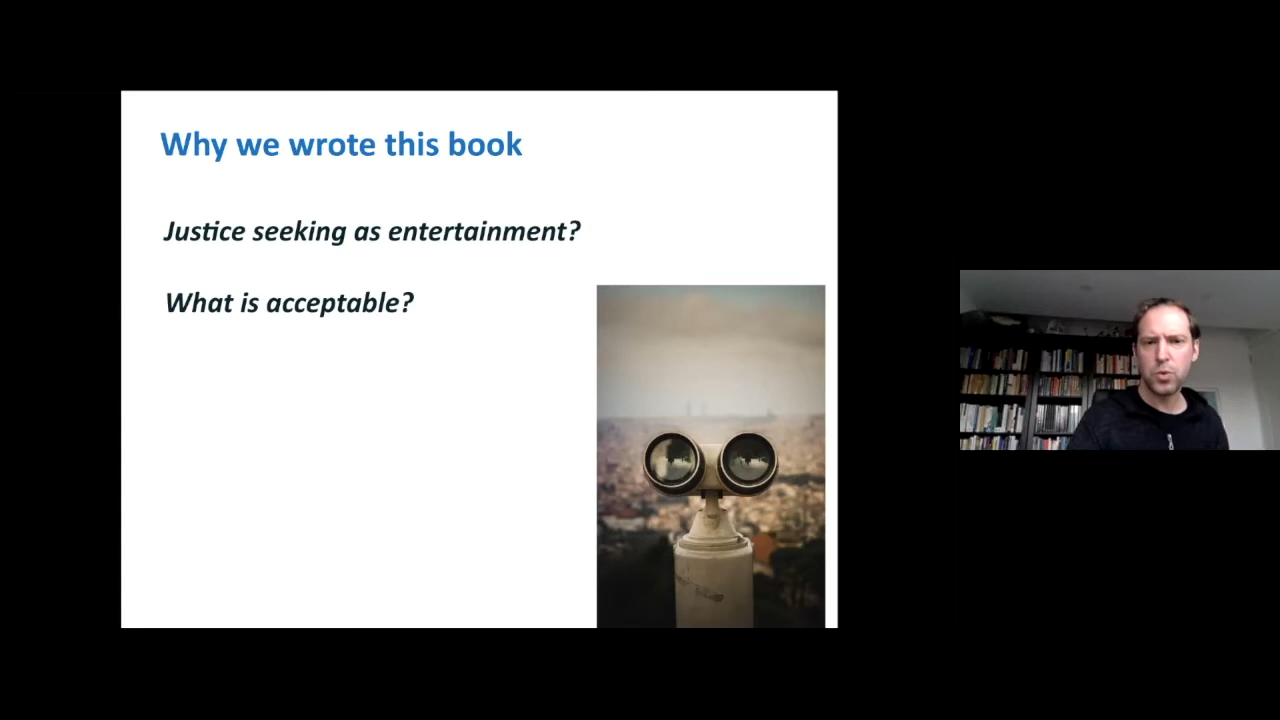 Why we wrote this book
Justice seeking as entertainment?
What is acceptable?